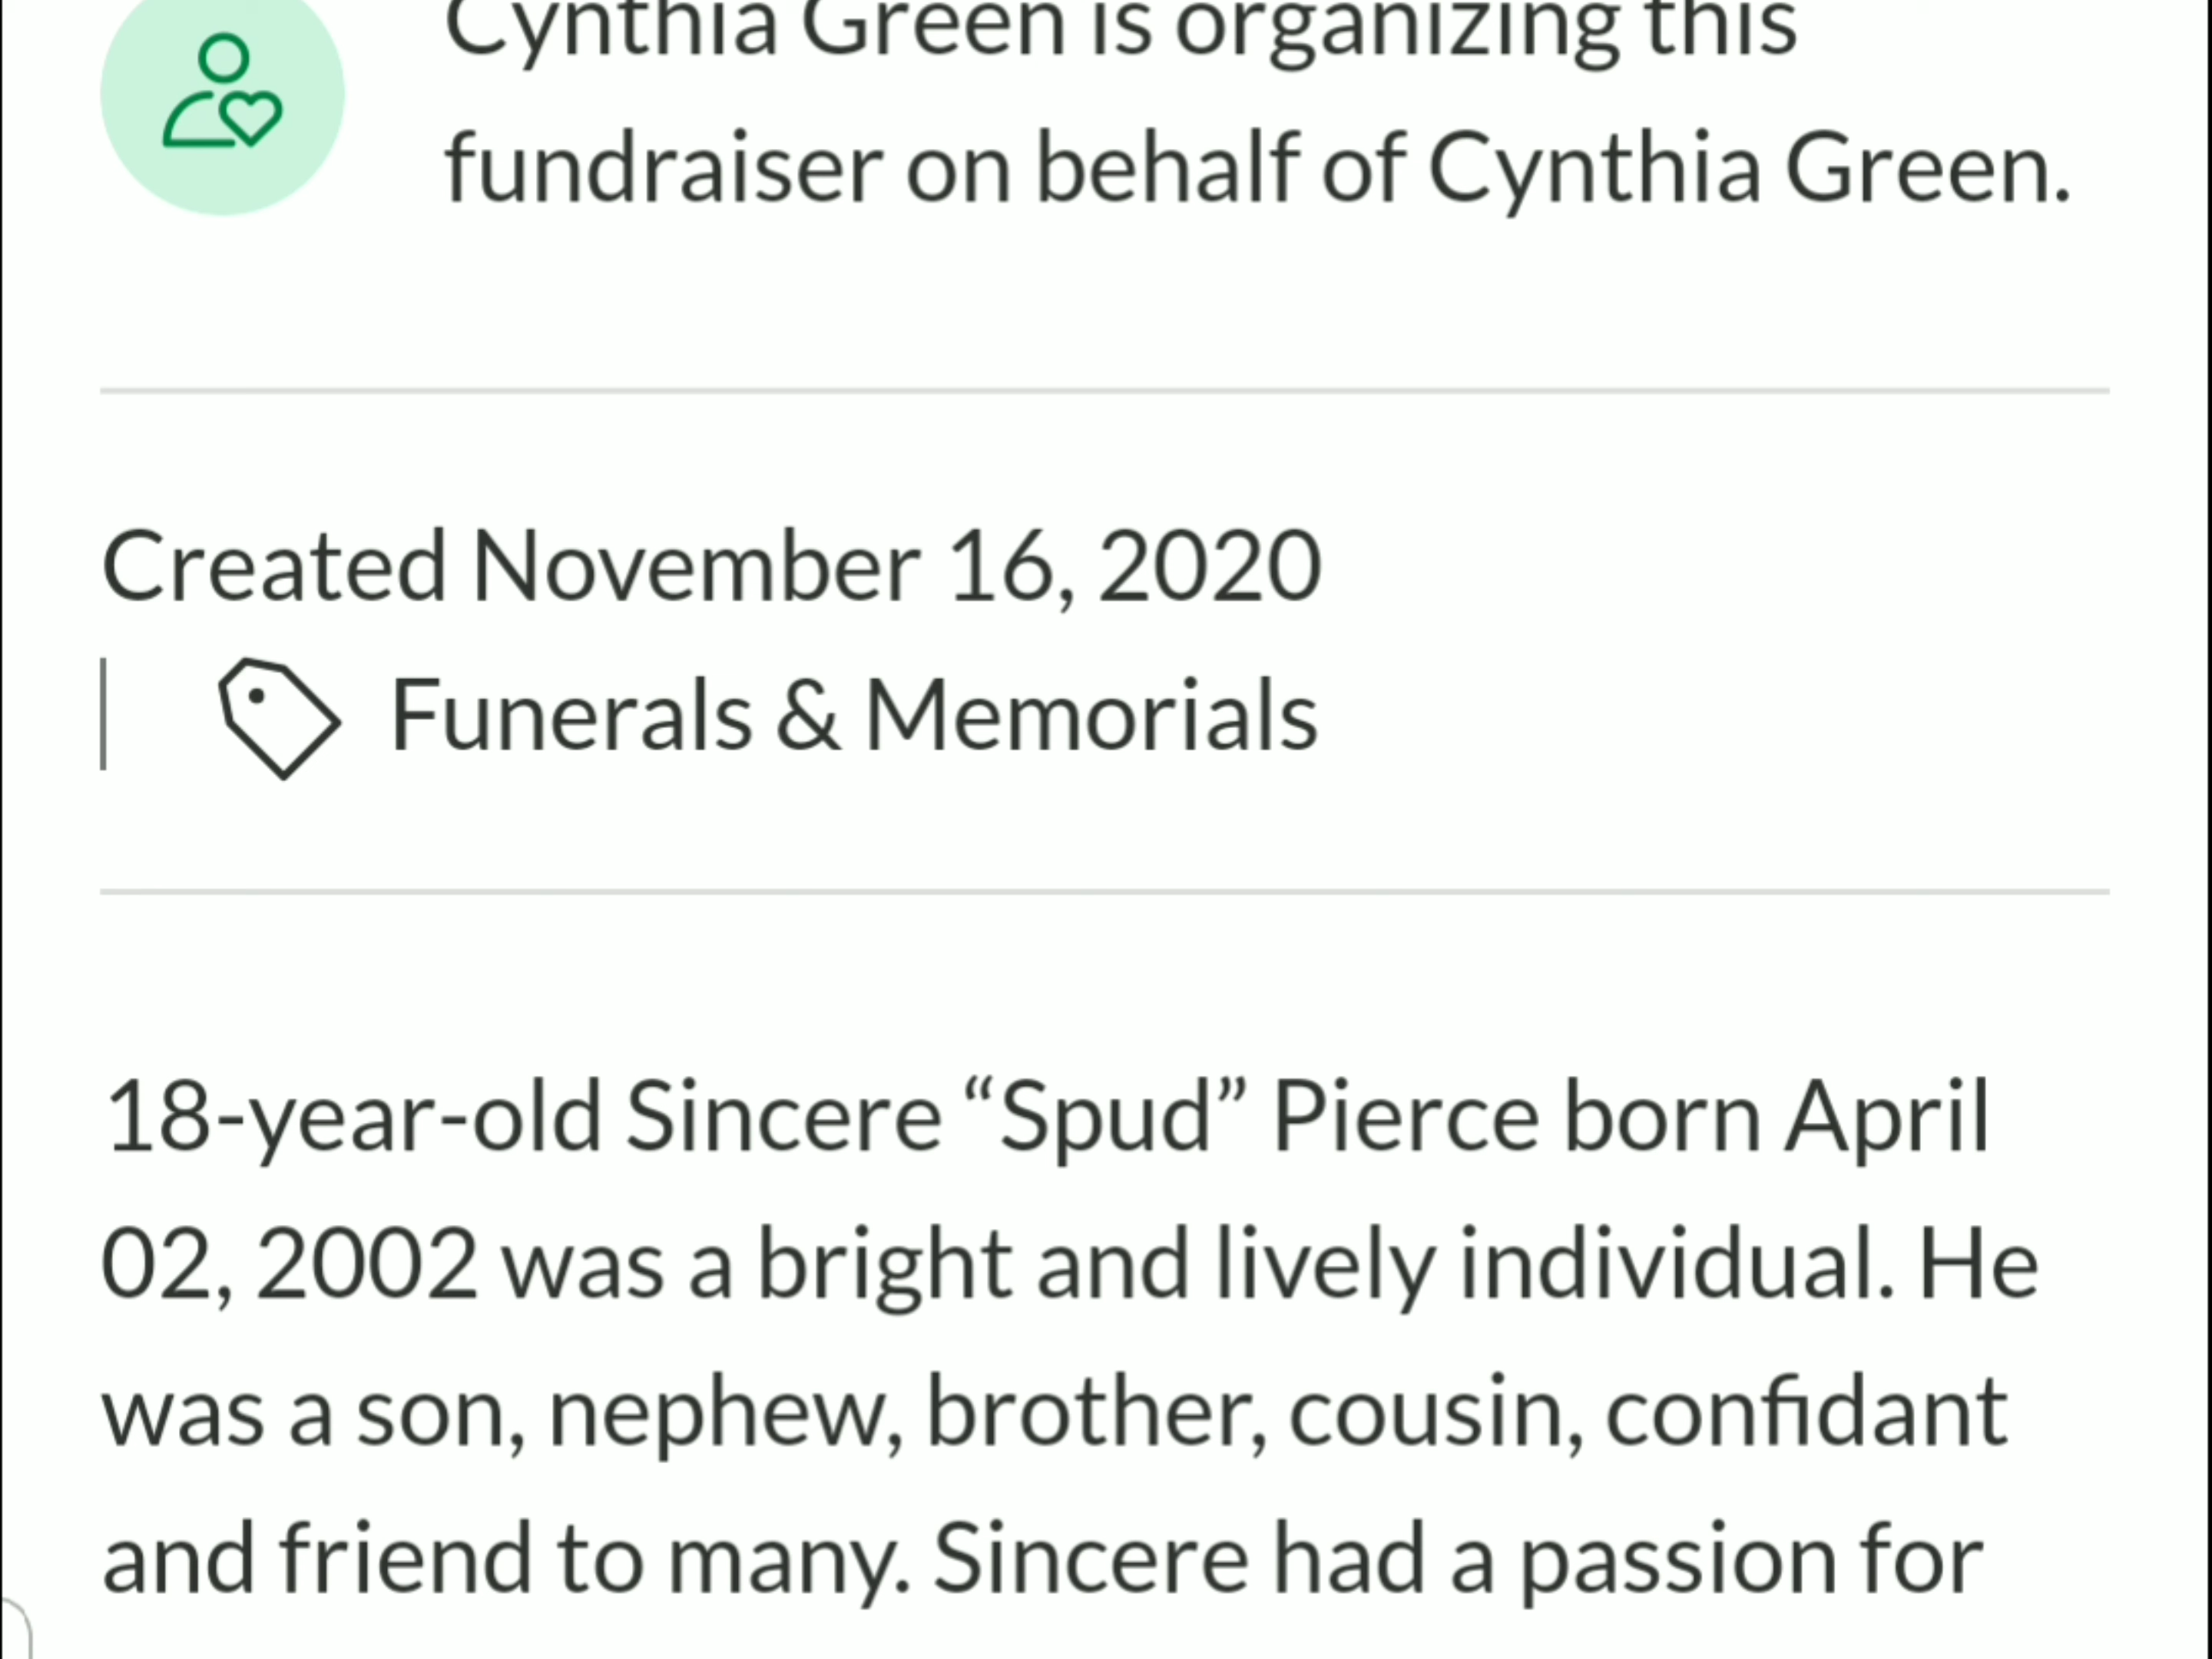 Cynthia Green is organizing this
fundraiser on behalf of Cynthia Green.
Created November 16, 2020
Funerals & Memorials
18-year-old Sincere “Spud” Pierce born April
02, 2002 was a bright and lively individual. He
was a son, nephew, brother, cousin, confidant
and friend to many. Sincere had a passion for